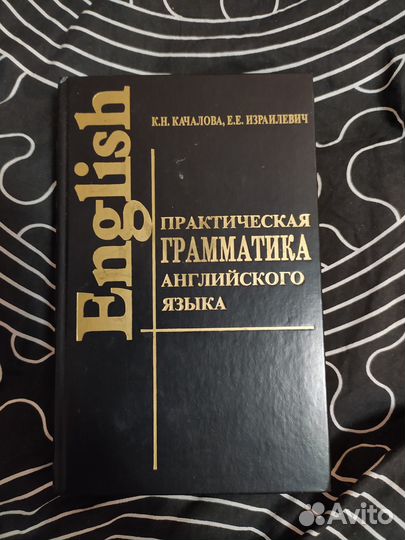 English
К.Н. КАЧАЛОВА, Е.Е. ИЗРАИЛЕВИЧ
ПРАКТИЧЕСКАЯ
ГРАММАТИКА
АНГЛИЙСКОГО
ЯЗЫКА
Avito